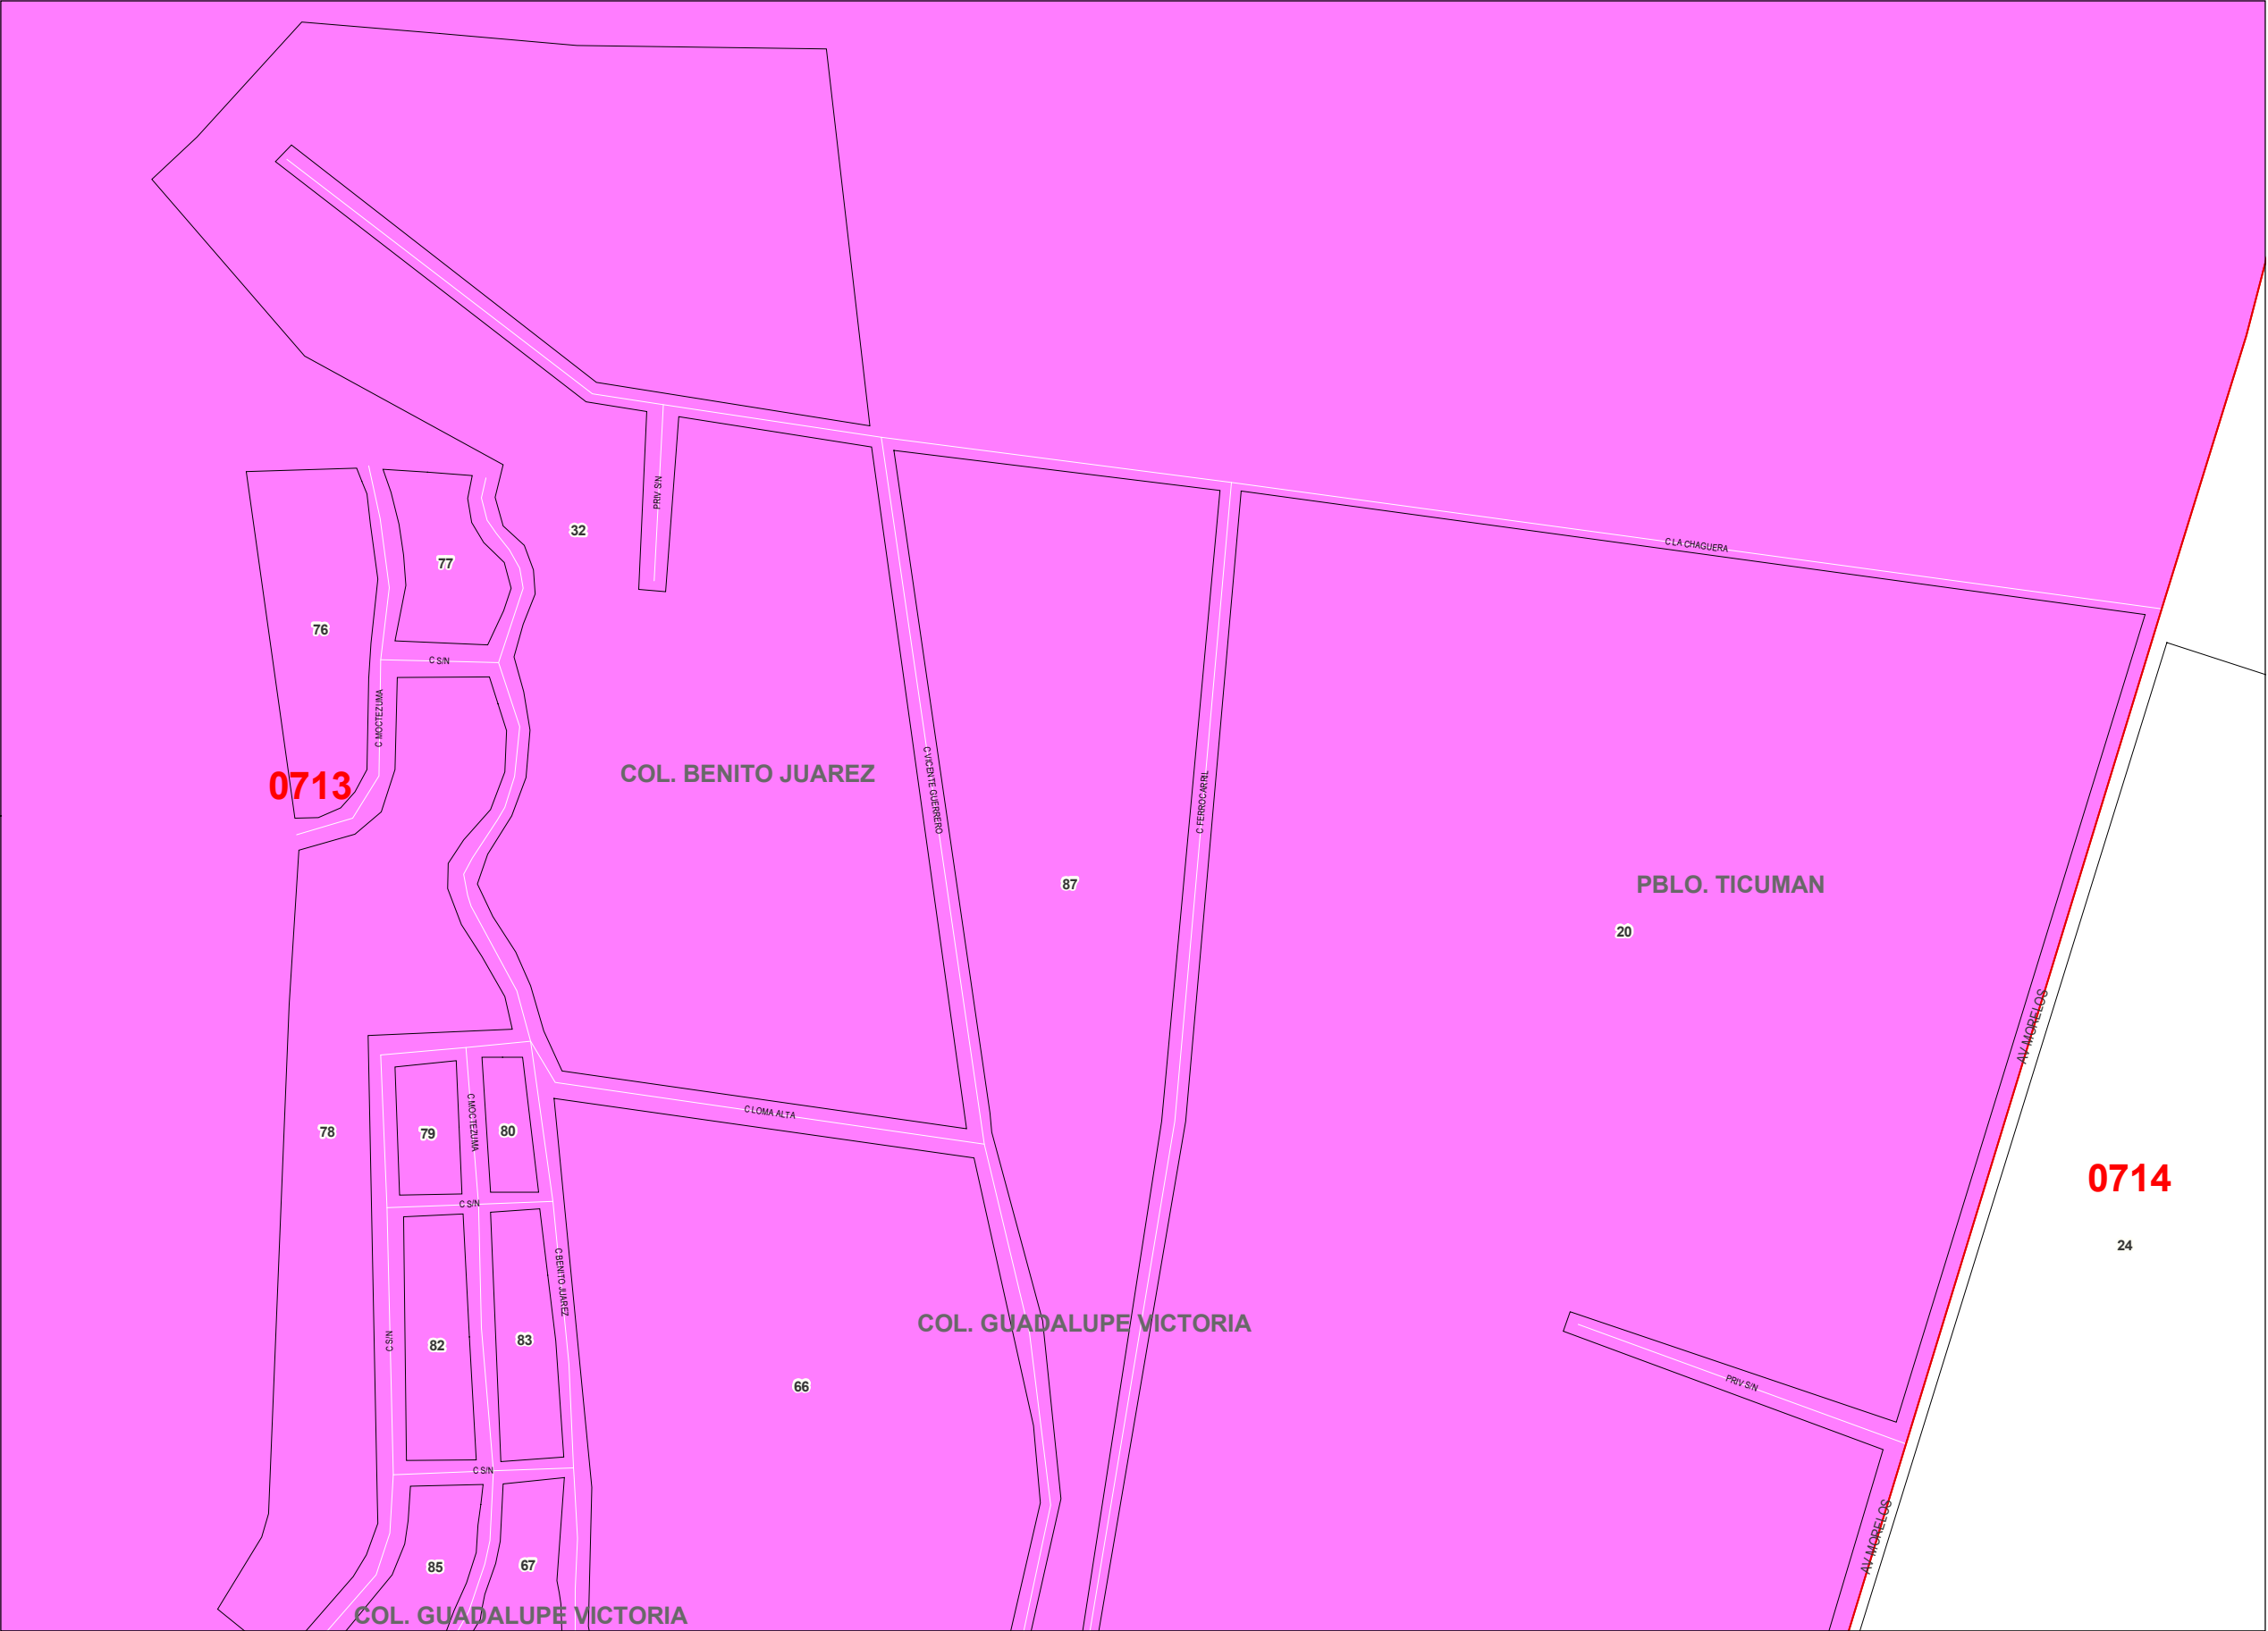 PRIV S/N
32
C LA CHAGUERA
77
76
C S/N
C MOCTEZUMA
0713
COL. BENITO JUAREZ
C VICENTE GUERRERO
C FERROCARRIL
87
PBLO. TICUMAN
20
AV MORELOS
C LOMA ALTA
78
79
C MOCTEZUMA
80
0714
C S/N
24
C BENITO JUAREZ
COL. GUADALUPE VICTORIA
C S/N
82
83
66
PRIV S/N
C S/N
AV MORELOS
85
67
COL. GUADALUPE VICTORIA